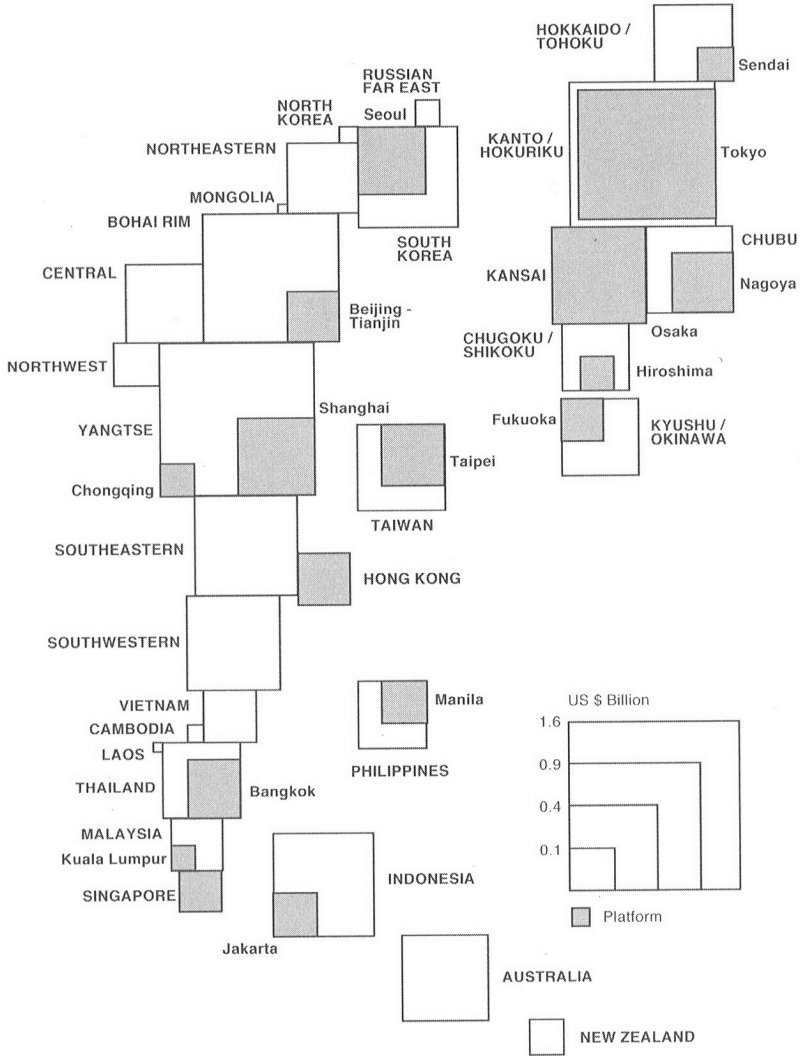 HOKKAIDO /
TOHOKU
Sendai
RUSSIAN
FAR EAST
NORTH
KOREA
Seoul
NORTHEASTERN
KANTO /
HOKURIKU
Tokyo
MONGOLIA
BOHAI RIM
SOUTH
KOREA
CHUBU
CENTRAL
KANSAI
Nagoya
Beijing -
Tianjin
Osaka
CHUGOKU /
SHIKOKU
NORTHWEST
Hiroshima
Shanghai
Fukuoka
KYUSHU /
OKINAWA
YANGTSE
Taipei
Chongqing
TAIWAN
SOUTHEASTERN
HONG KONG
SOUTHWESTERN
VIETNAM
Manila
US $ Billion
1.6
CAMBODIA
LAOS
0.9
PHILIPPINES
THAILAND
Bangkok
0.4
MALAYSIA
0.1
Kuala Lumpur
INDONESIA
SINGAPORE
Platform
Jakarta
AUSTRALIA
NEW ZEALAND